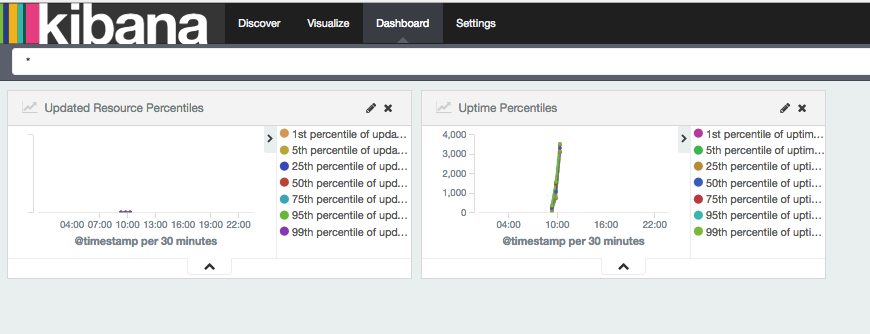 kibana
Discover Visualize Dashboard Settings
*
Updated Resource Percentiles
1st percentile of upda...
5th percentile of upda...
25th percentile of upd...
50th percentile of upd...
75th percentile of upd...
95th percentile of upd...
99th percentile of upd...
04:00 07:00 10:00 13:00 16:00 19:00 22:00
@timestamp per 30 minutes
Uptime Percentiles
4,000
3,000
2,000
1,000
0
1st percentile of uptim...
5th percentile of uptim...
25th percentile of upti...
50th percentile of upti...
75th percentile of upti...
95th percentile of upti...
99th percentile of upti...
04:00 10:00 16:00 22:00
@timestamp per 30 minutes